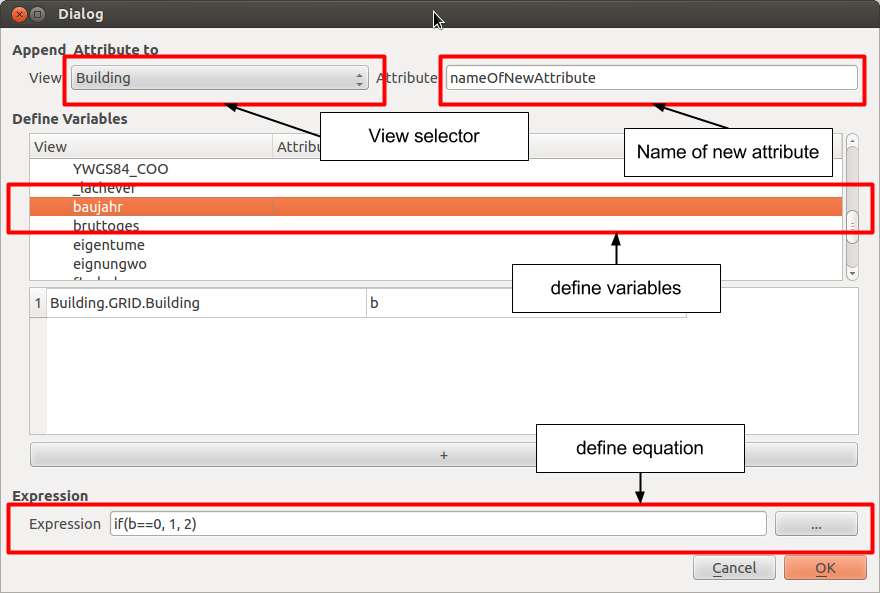 Dialog
Append Attribute to
View Building Attribute nameOfNewAttribute
View selector
Name of new attribute
Define Variables
View
YWGS84_COO
_lachever
baujahr
bruttoges
eigentume
eignungwo
define variables
1 Building.GRID.Building b
define equation
+
Expression
Expression if(b==0, 1, 2) ...
Cancel OK